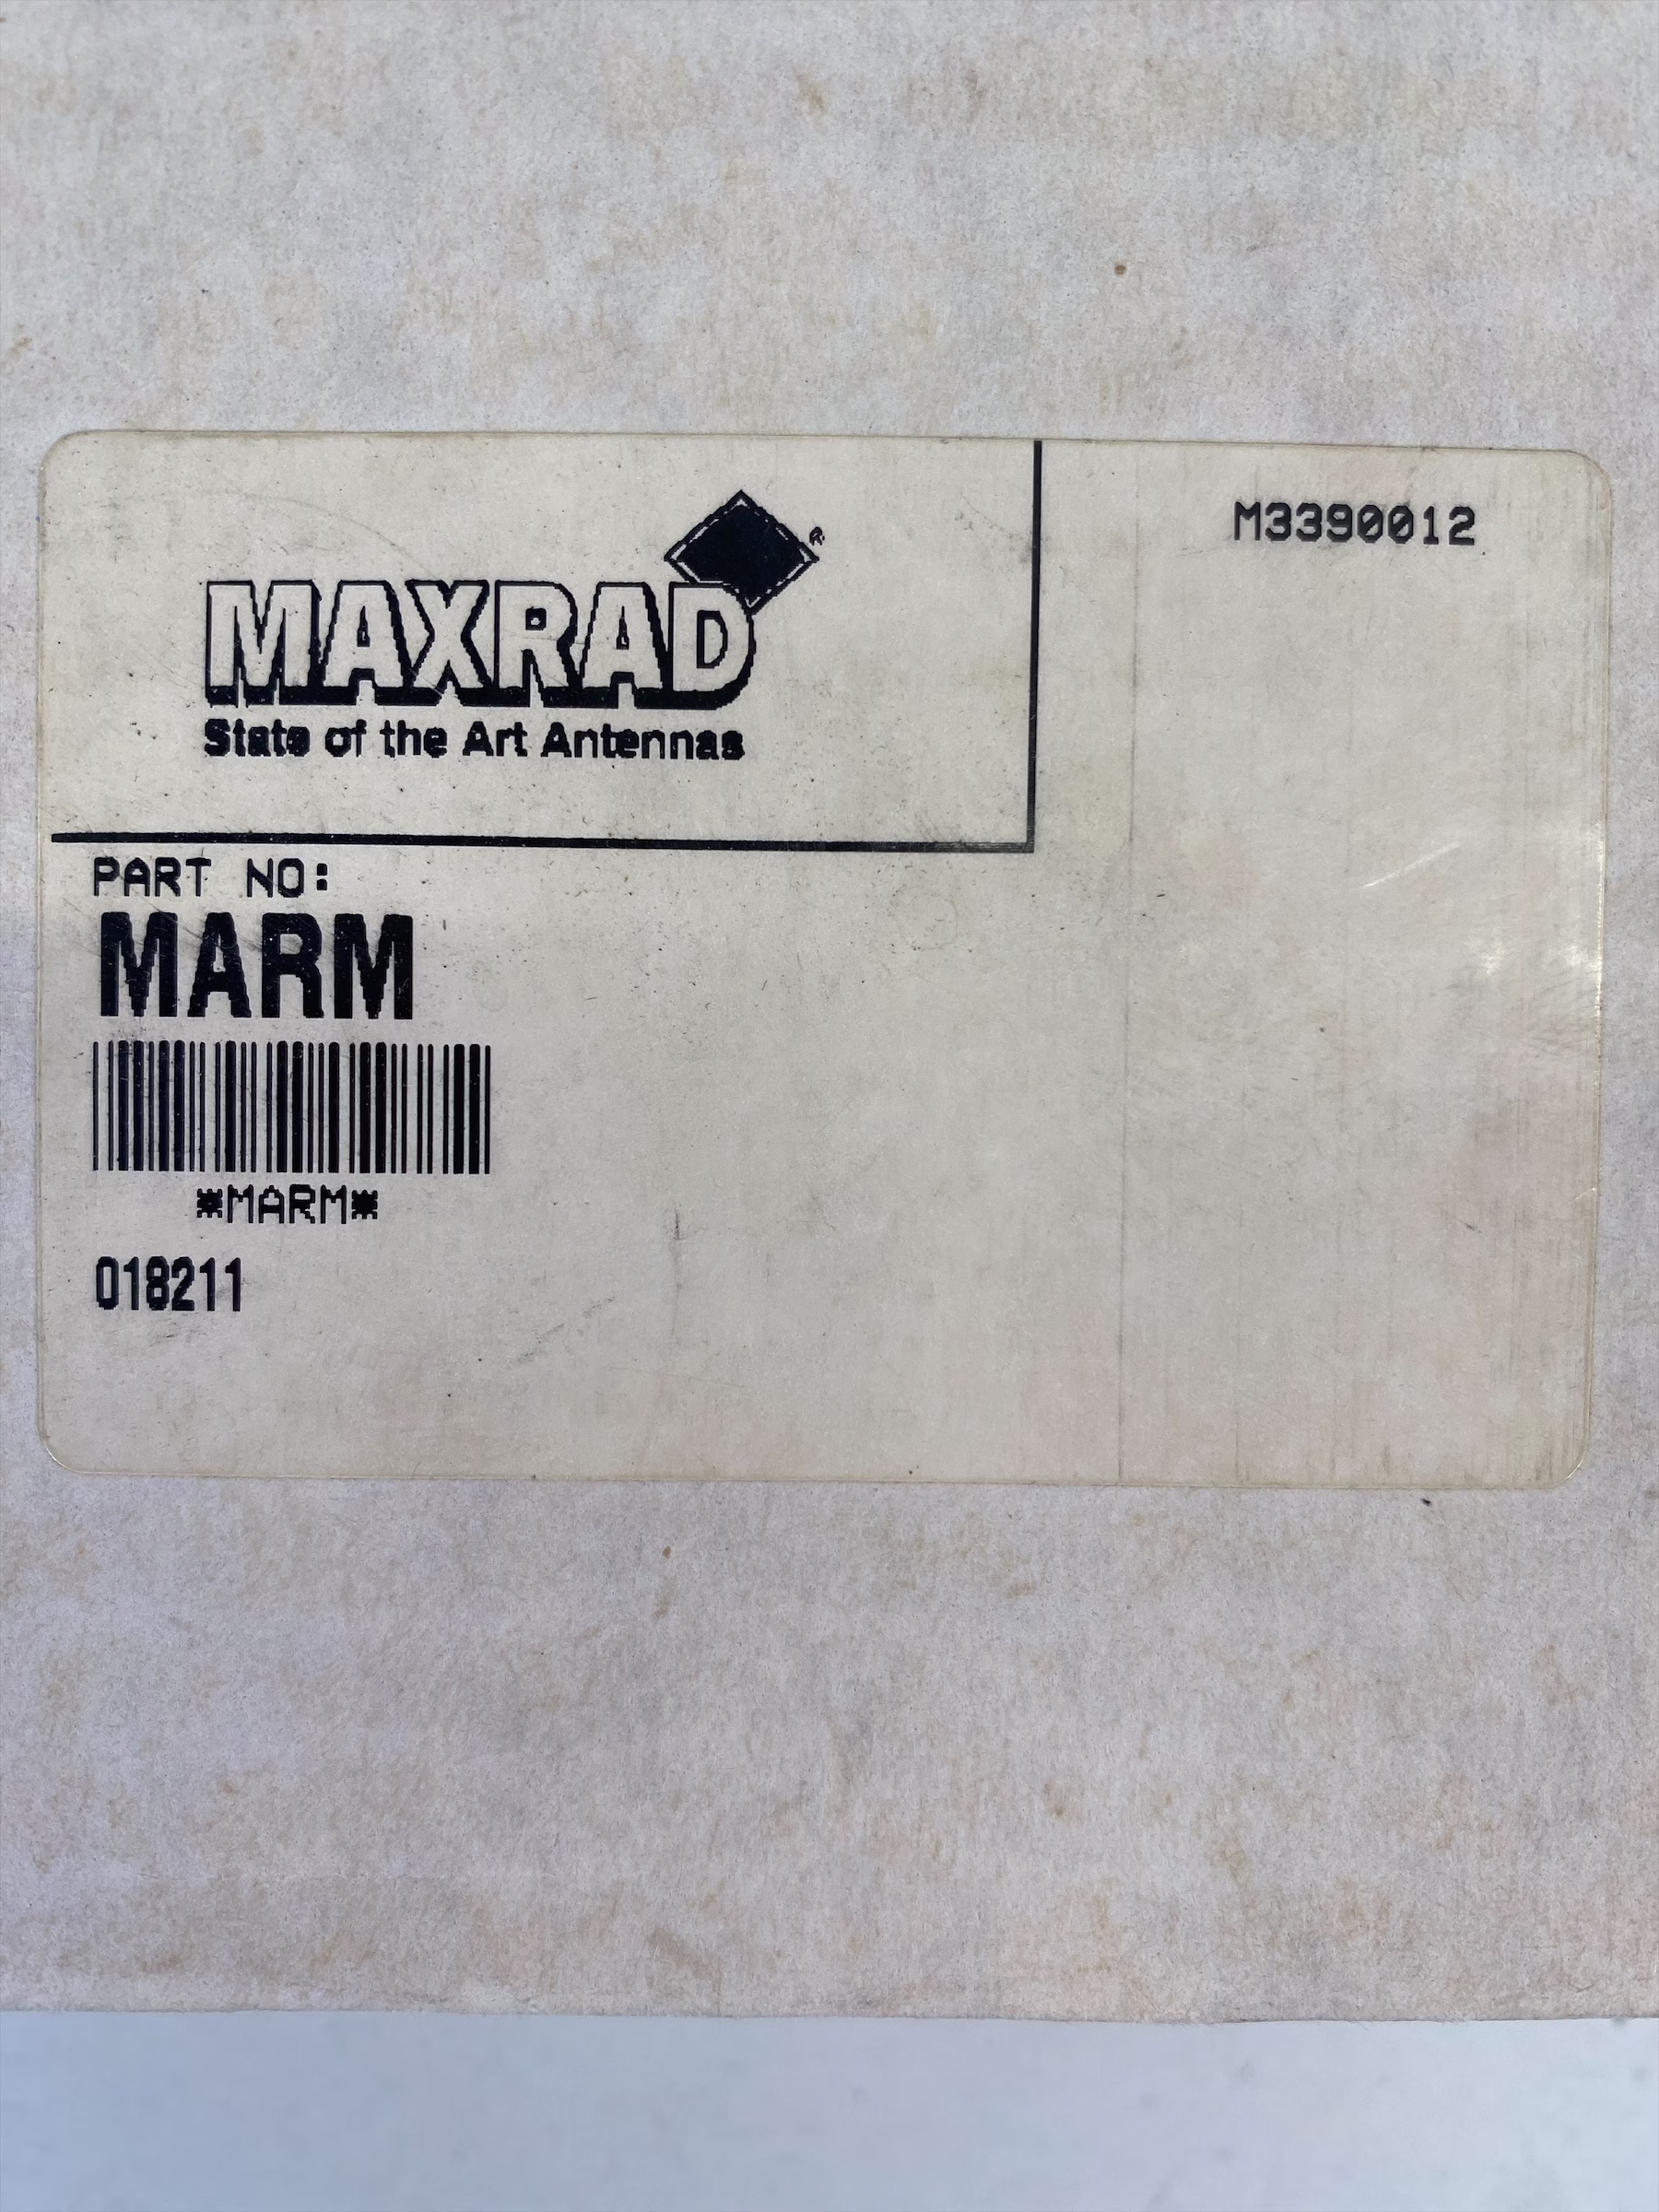 MAXRAD®
State of the Art Antennas
M3390012
PART NO:
MARM
*MARM*
018211